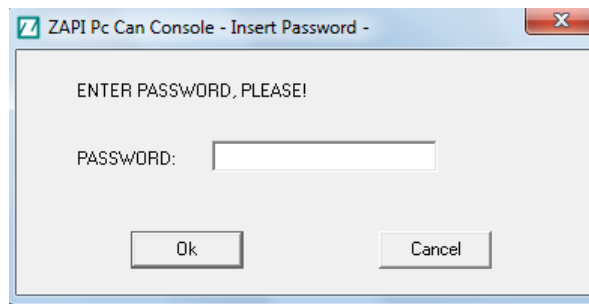 ZAPI Pc Can Console - Insert Password -
ENTER PASSWORD, PLEASE!
PASSWORD:
Ok Cancel